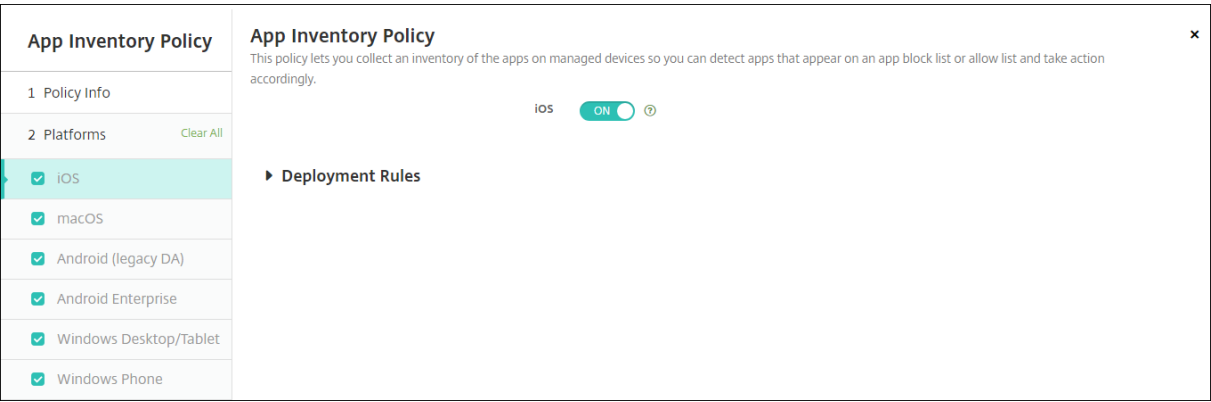 App Inventory Policy
1 Policy Info
2 Platforms
Clear All
iOS
macOS
Android (legacy DA)
Android Enterprise
Windows Desktop/Tablet
Windows Phone
App Inventory Policy
This policy lets you collect an inventory of the apps on managed devices so you can detect apps that appear on an app block list or allow list and take action
accordingly.
iOS
ON
Deployment Rules